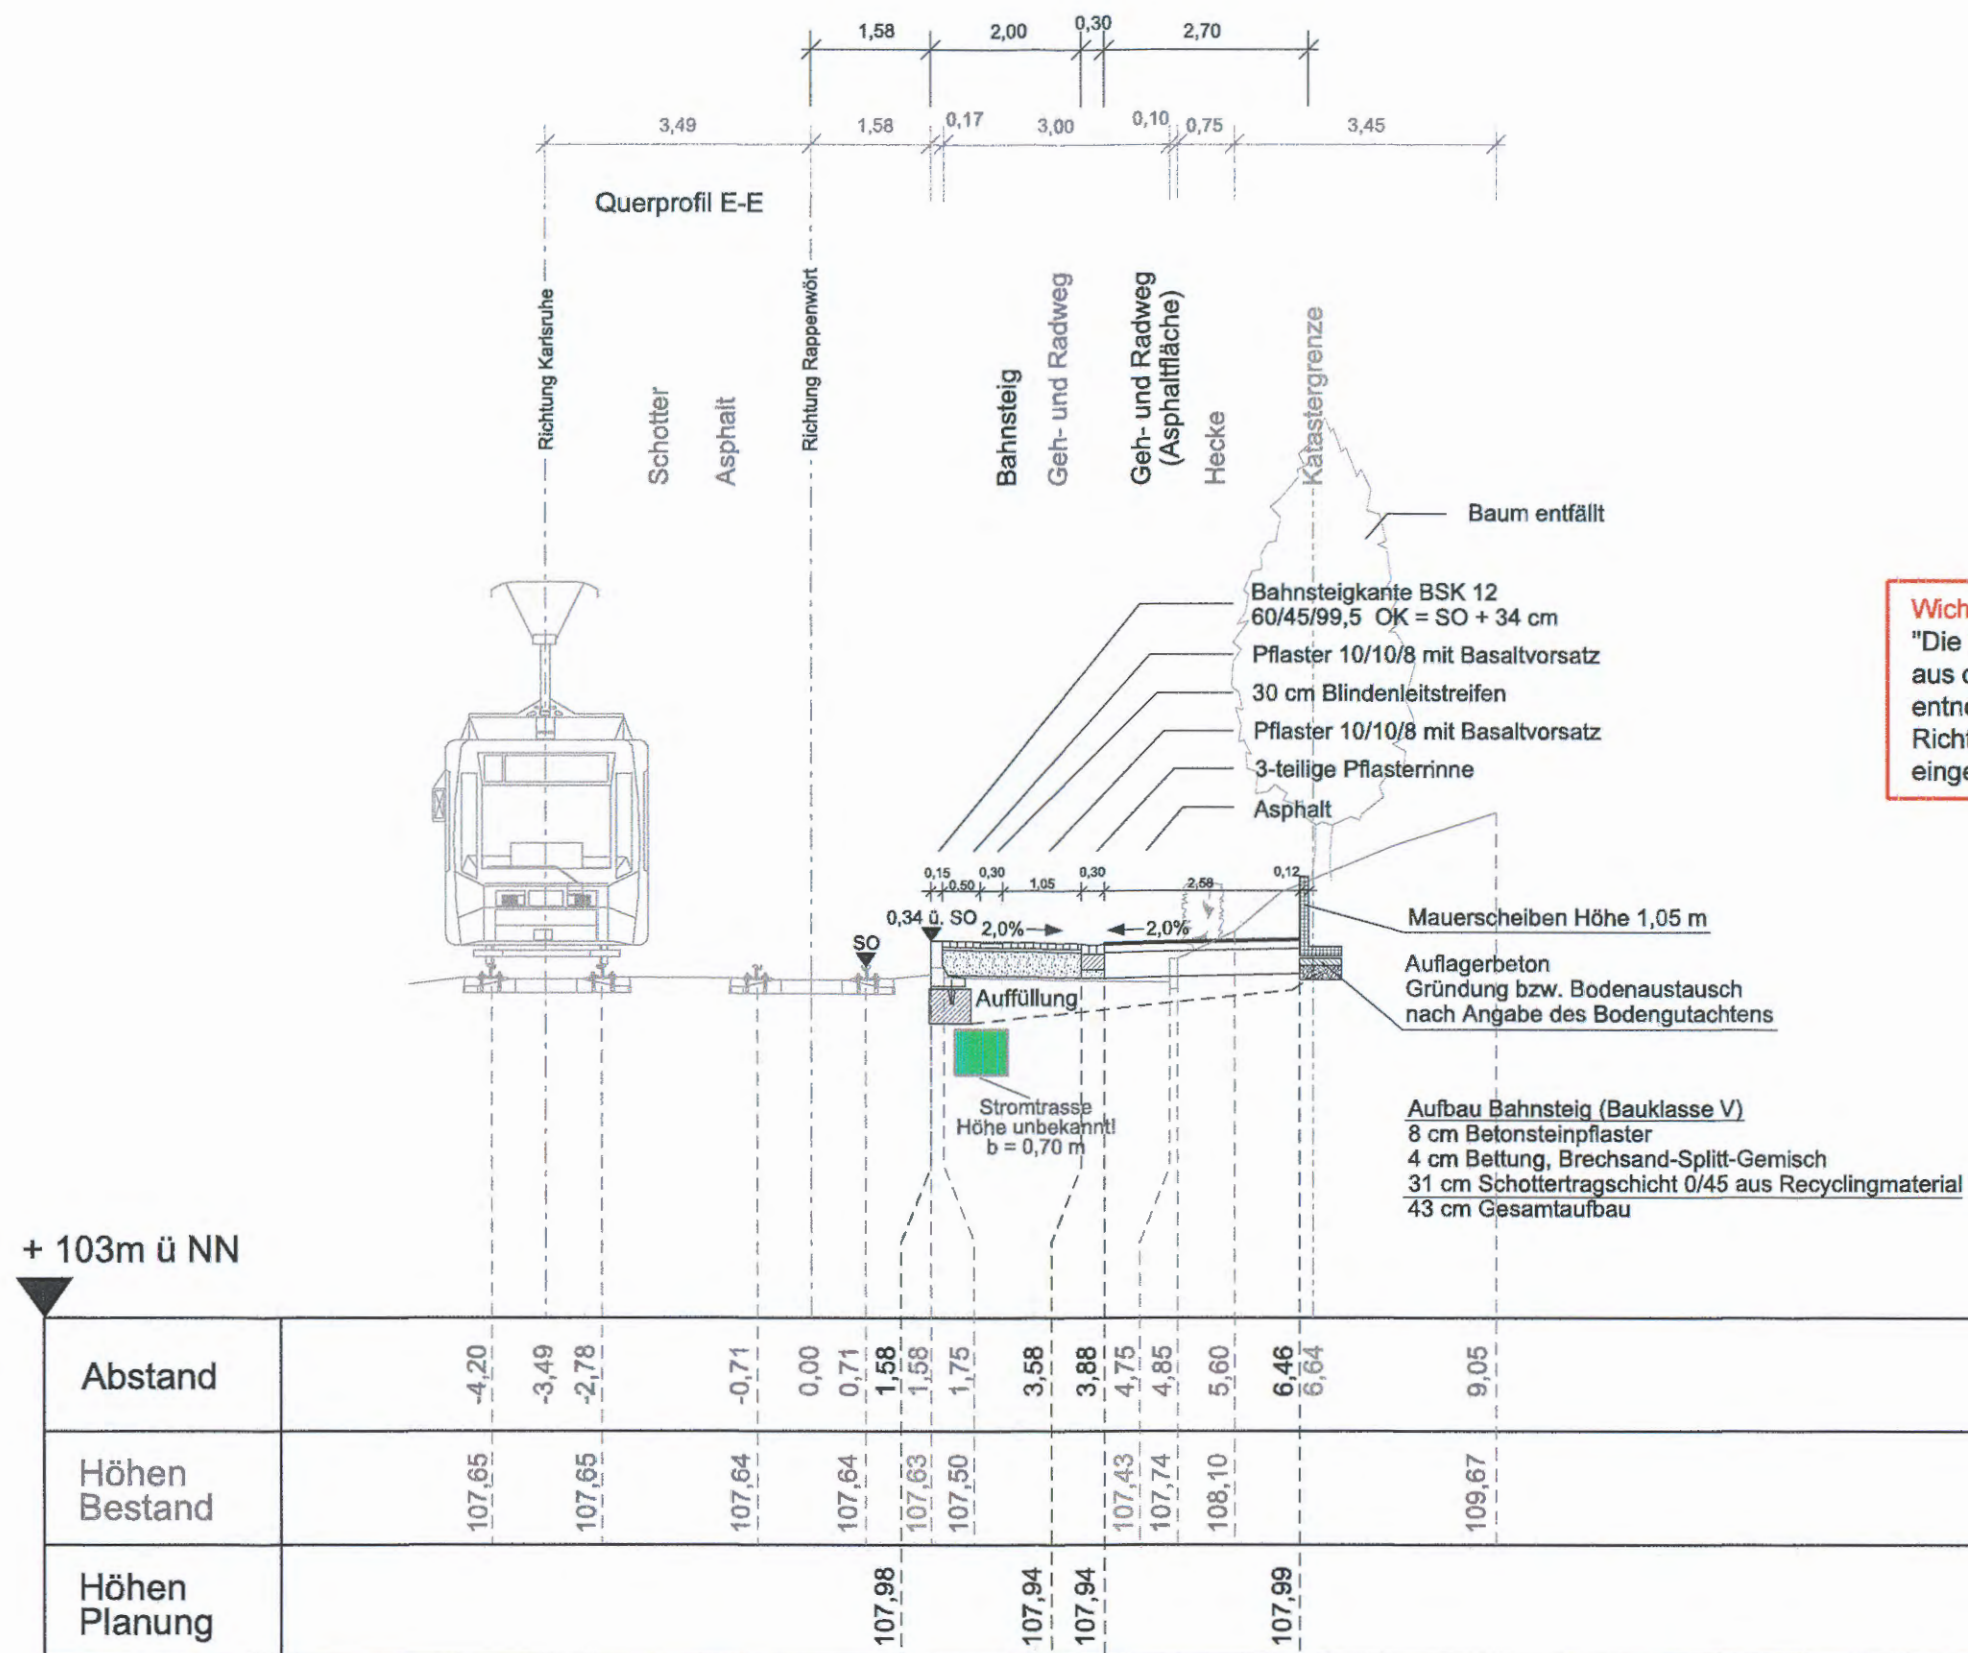 1,58 2,00 0,30 2,70
3,49 1,58 0,17 3,00 0,10 0,75 3,45
Querprofil E-E
Richtung Karlsruhe
Schotter
Asphalt
Richtung Rappenwört
Bahnsteig
Geh- und Radweg
Geh- und Radweg
(Asphaltfläche)
Hecke
Katastergrenze
Baum entfällt
Bahnsteigkante BSK 12
60/45/99,5 OK = SO + 34 cm
Pflaster 10/10/8 mit Basaltvorsatz
30 cm Blindenleitstreifen
Pflaster 10/10/8 mit Basaltvorsatz
3-teilige Pflasterrinne
Asphalt
Wich
"Die
aus
entne
Richt
einge
0,15 0,50 0,30 1,05 0,30 2,58 0,12
0,34 ü. SO
2,0% 2,0%
SO
Mauerscheiben Höhe 1,05 m
Auffüllung
Auflagerbeton
Gründung bzw. Bodenaustausch
nach Angabe des Bodengutachtens
Stromtrasse
Höhe unbekannt!
b = 0,70 m
Aufbau Bahnsteig (Bauklasse V)
8 cm Betonsteinpflaster
4 cm Bettung, Brechsand-Splitt-Gemisch
31 cm Schottertragschicht 0/45 aus Recyclingmaterial
43 cm Gesamtaufbau
+ 103m ü NN
Abstand -4,20 -3,49 -2,78 -0,71 0,00 0,71 1,58 1,58 1,75 3,58 3,88 4,75 4,85 5,60 6,46 6,64 9,05
Höhen
Bestand 107,65 107,65 107,64 107,64 107,63 107,50 107,43 107,74 108,10 109,67
Höhen
Planung 107,98 107,94 107,94 107,99